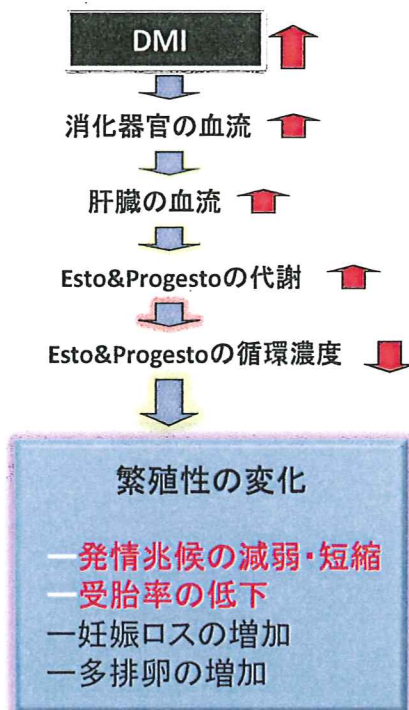 DMI
消化器官の血流
肝臓の血流
Esto&Progestoの代謝
Esto&Progestoの循環濃度
繁殖性の変化
ー発情兆候の減弱・短縮
ー受胎率の低下
ー妊娠ロスの増加
ー多排卵の増加